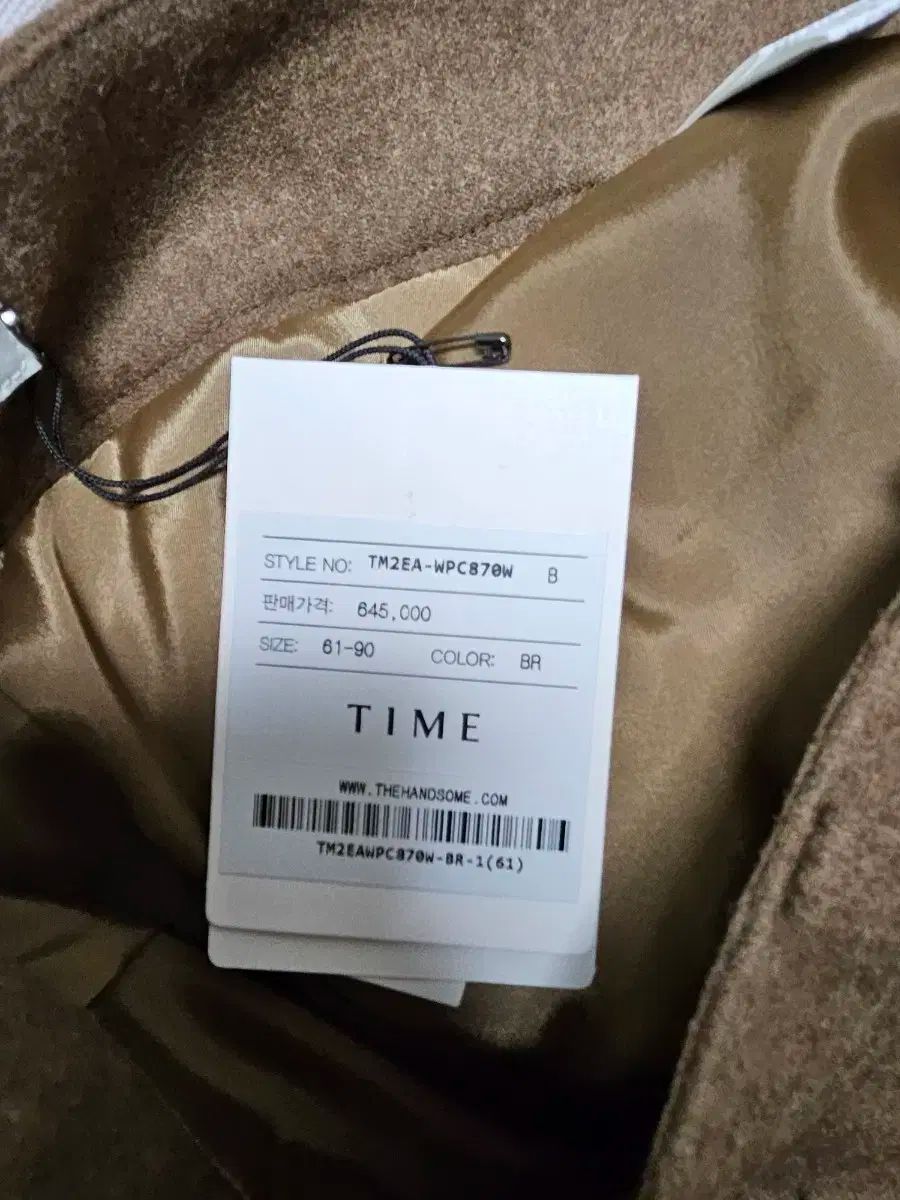 STYLE NO: TM2EA-WPC870W B
판매가격: 645,000
SIZE: 61-90 COLOR: BR
TIME
WWW.THEHANDSOME.COM
TM2EAWPC870W-BR-1(61)